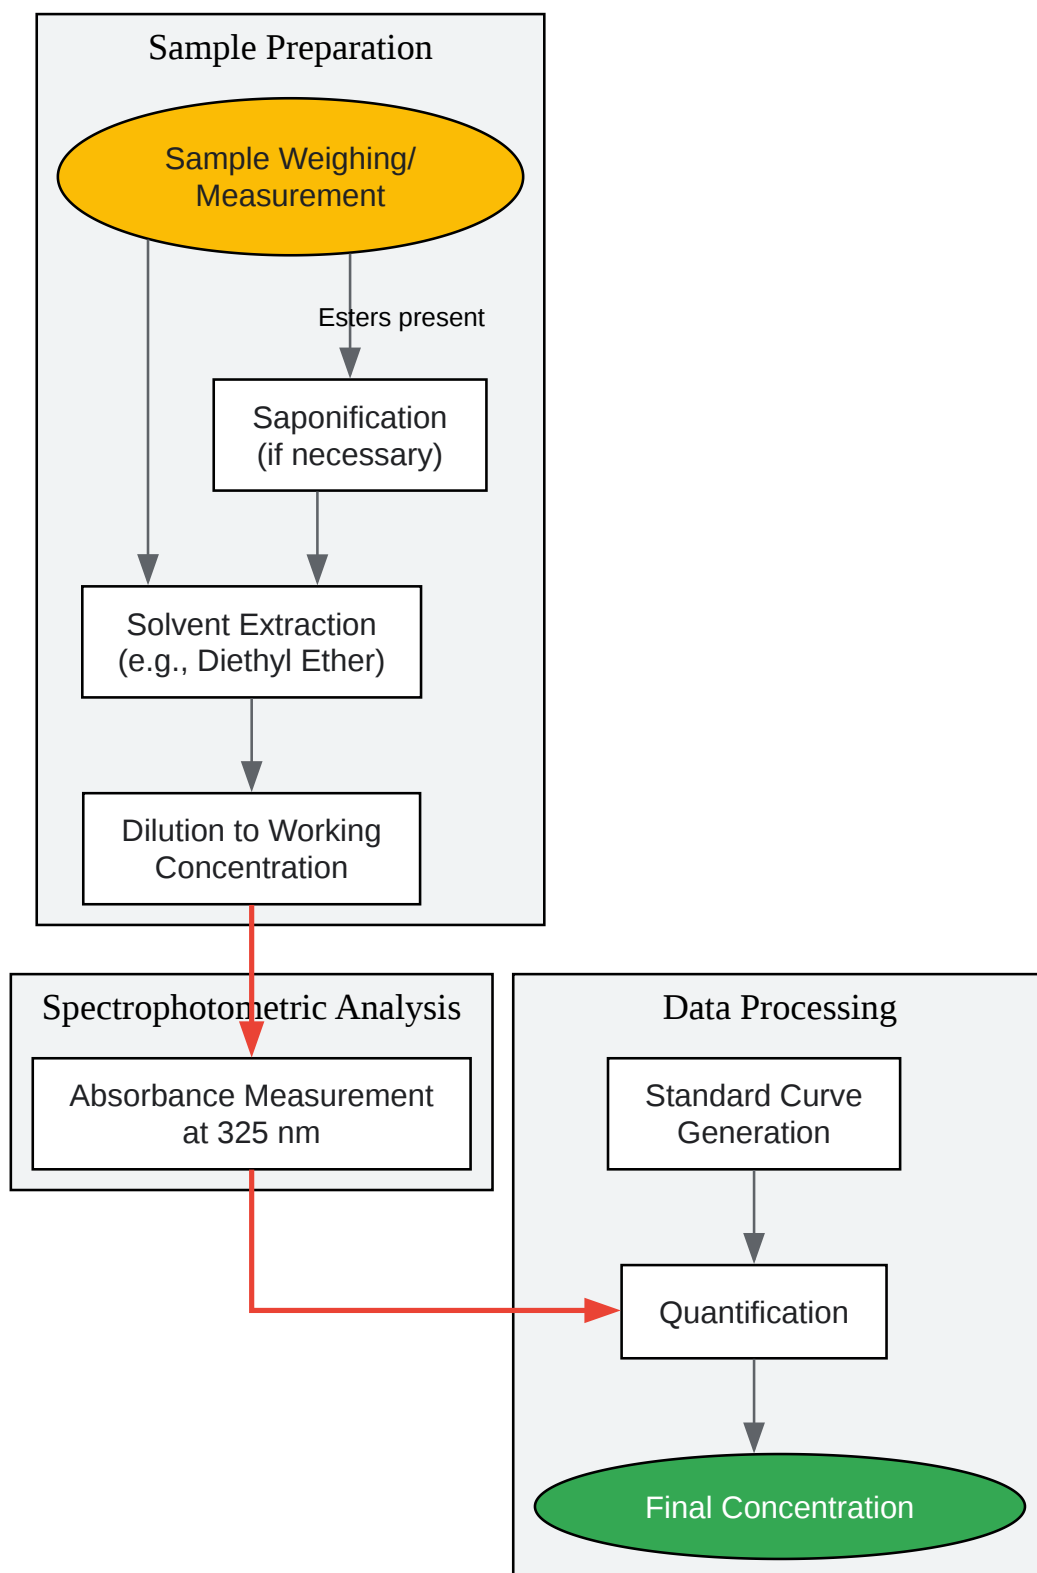 Sample Preparation
Sample Weighing/
Measurement
Esters present
Saponification
(if necessary)
Solvent Extraction
(e.g., Diethyl Ether)
Dilution to Working
Concentration
Spectrophotometric Analysis
Absorbance Measurement
at 325 nm
Data Processing
Standard Curve
Generation
Quantification
Final Concentration